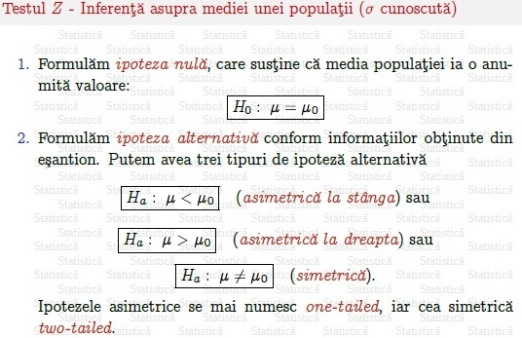 Testul Z - Inferenţă asupra mediei unei populaţii (σ cunoscută)
1. Formulăm ipoteza nulă, care susţine că media populaţiei ia o anu-
mită valoare:
H₀ : μ = μ₀
2. Formulăm ipoteza alternativă conform informaţiilor obţinute din
eşantion. Putem avea trei tipuri de ipoteză alternativă
Hₐ : μ < μ₀ (asimetrică la stânga) sau
Hₐ : μ > μ₀ (asimetrică la dreapta) sau
Hₐ : μ ≠ μ₀ (simetrică).
Ipotezele asimetrice se mai numesc one-tailed, iar cea simetrică
two-tailed.